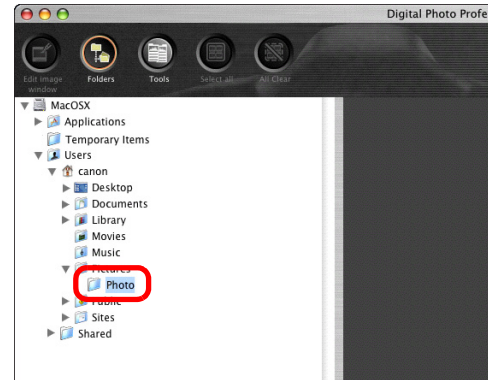 Digital Photo Profe
Edit image window
Folders
Tools
Select all
All Clear
MacOSX
Applications
Temporary Items
Users
canon
Desktop
Documents
Library
Movies
Music
Pictures
Photo
Public
Sites
Shared